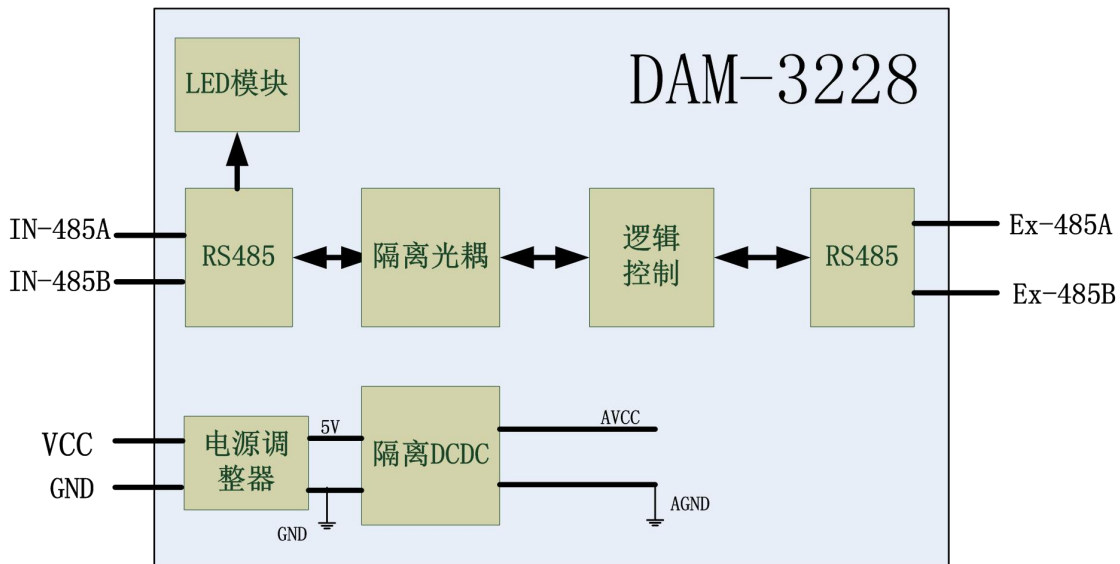 DAM-3228
LED模块
IN-485A
IN-485B
RS485
隔离光耦
逻辑
控制
RS485
Ex-485A
Ex-485B
VCC
GND
电源调
整器
5V
GND
隔离DCDC
AVCC
AGND